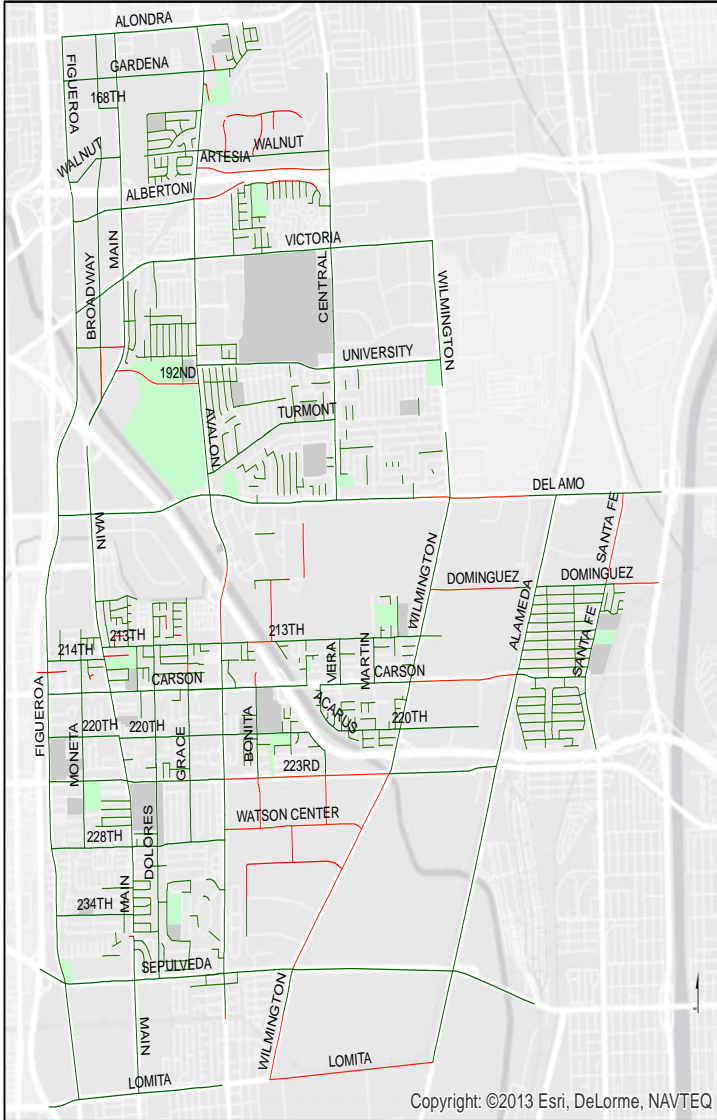 ALONDRA
GARDENA
FIGUEROA
168TH
WALNUT
WALNUT
ARTESIA
ALBERTONI
VICTORIA
MAIN
BROADWAY
CENTRAL
WILMINGTON
UNIVERSITY
192ND
TURMONT
AVALON
DEL AMO
MAIN
SANTA FE
WILMINGTON
DOMINGUEZ
DOMINGUEZ
ALAMEDA
213TH
213TH
214TH
VERA
MARTIN
SANTA FE
CARSON
CARSON
FIGUEROA
ACARUS
220TH
220TH
220TH
MONETA
GRACE
BONITA
223RD
WATSON CENTER
228TH
DOLORES
234TH
MAIN
SEPULVEDA
WILMINGTON
MAIN
LOMITA
LOMITA
Copyright: ©2013 Esri, DeLorme, NAVTEQ